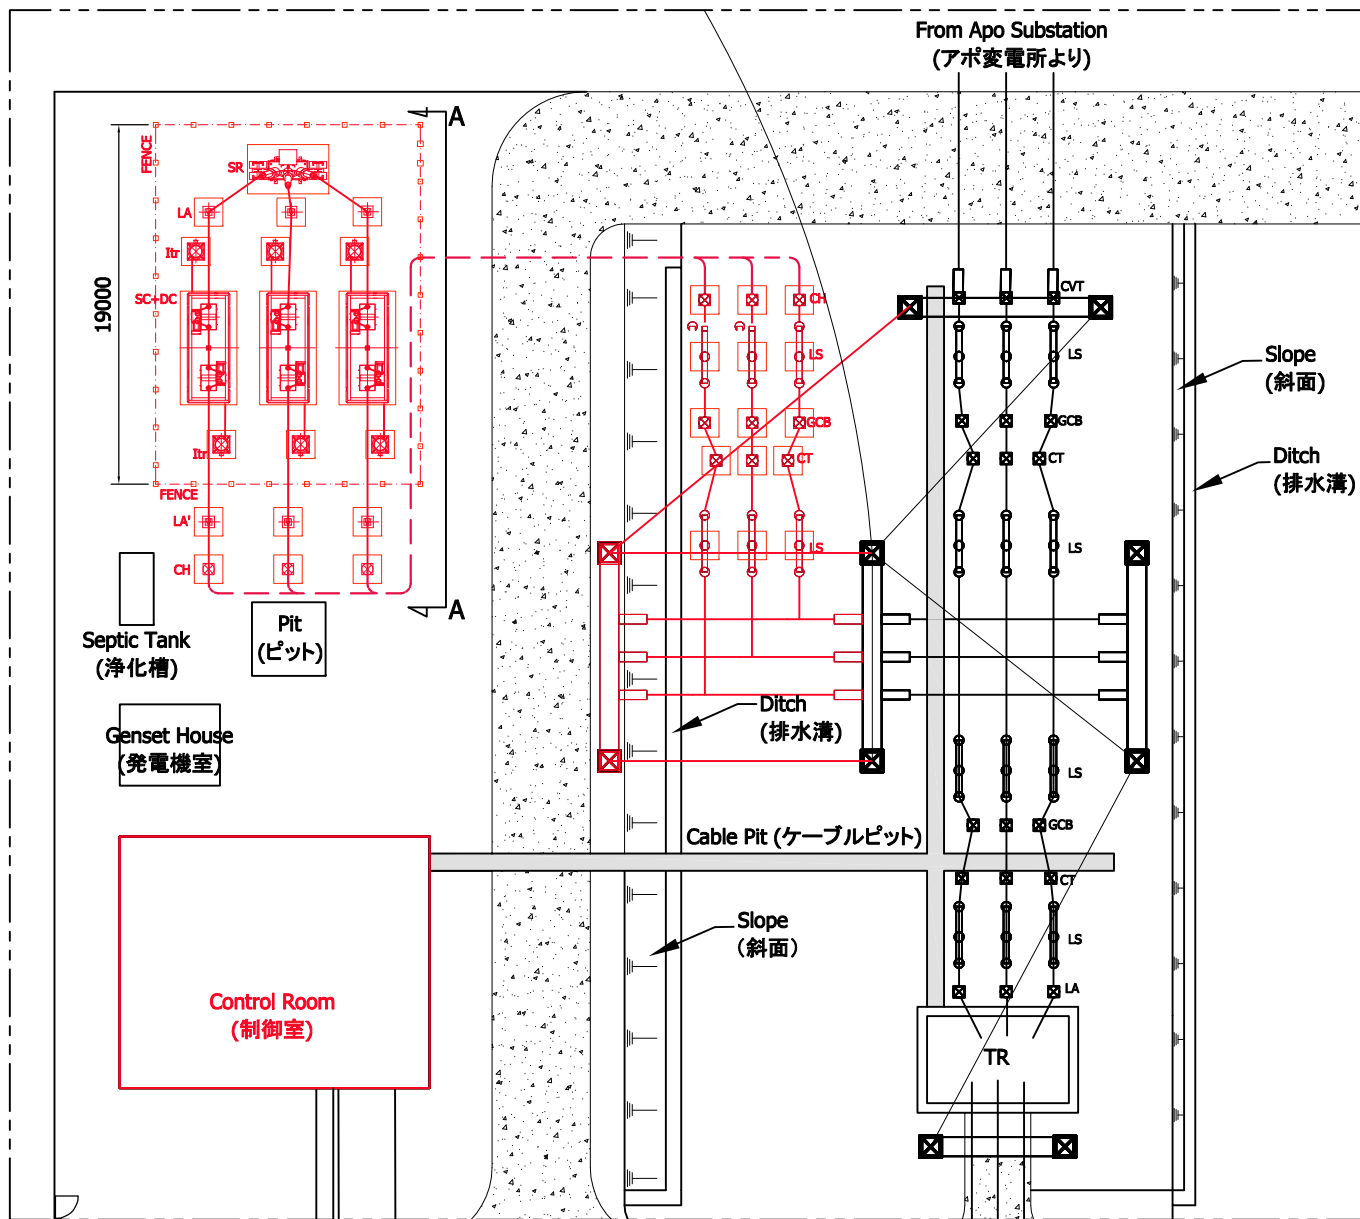 From Apo Substation
(アポ変電所より)
A
FENCE
SR
LA
Itr
SC+DC
19000
Itr
FENCE
LA'
CH
A
CH
LS
GCB
CT
LS
CVT
LS
GCB
CT
LS
Slope
(斜面)
Ditch
(排水溝)
Septic Tank
(浄化槽)
Pit
(ピット)
Genset House
(発電機室)
Ditch
(排水溝)
LS
GCB
Cable Pit (ケーブルピット)
CT
LS
LA
Slope
(斜面)
Control Room
(制御室)
TR